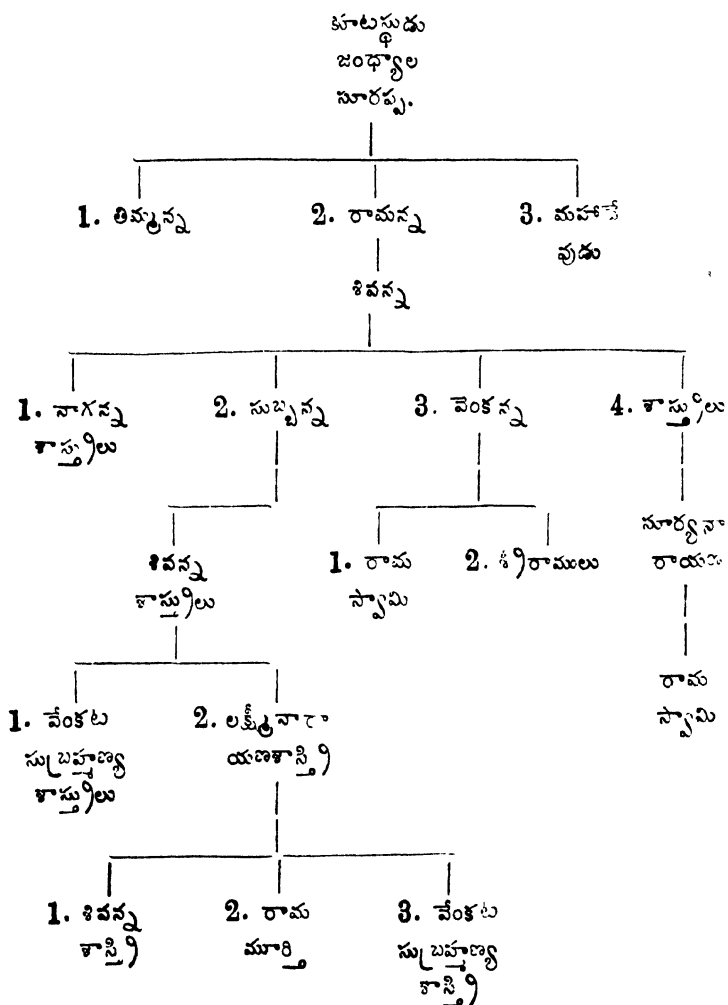 కూటస్థుడు
జంధ్యాల
సూరప్ప.
1. తిమ్మన్న 2. రామన్న 3. మహాదే
వుడు
శివన్న
1. నాగన్న 2. సుబ్బన్న 3. వెంకన్న 4. శాస్త్రులు
శాస్త్రులు
సూర్యనా
శివన్న 1. రామ 2. శ్రీరాములు రాయణ
శాస్త్రులు స్వామి
రామ
1. వేంకట 2. లక్ష్మీనారా స్వామి
సుబ్రహ్మణ్య యణశాస్త్రి
శాస్త్రులు
1. శివన్న 2. రామ 3. వేంకట
శాస్త్రి మూర్తి సుబ్రహ్మణ్య
శాస్త్రి